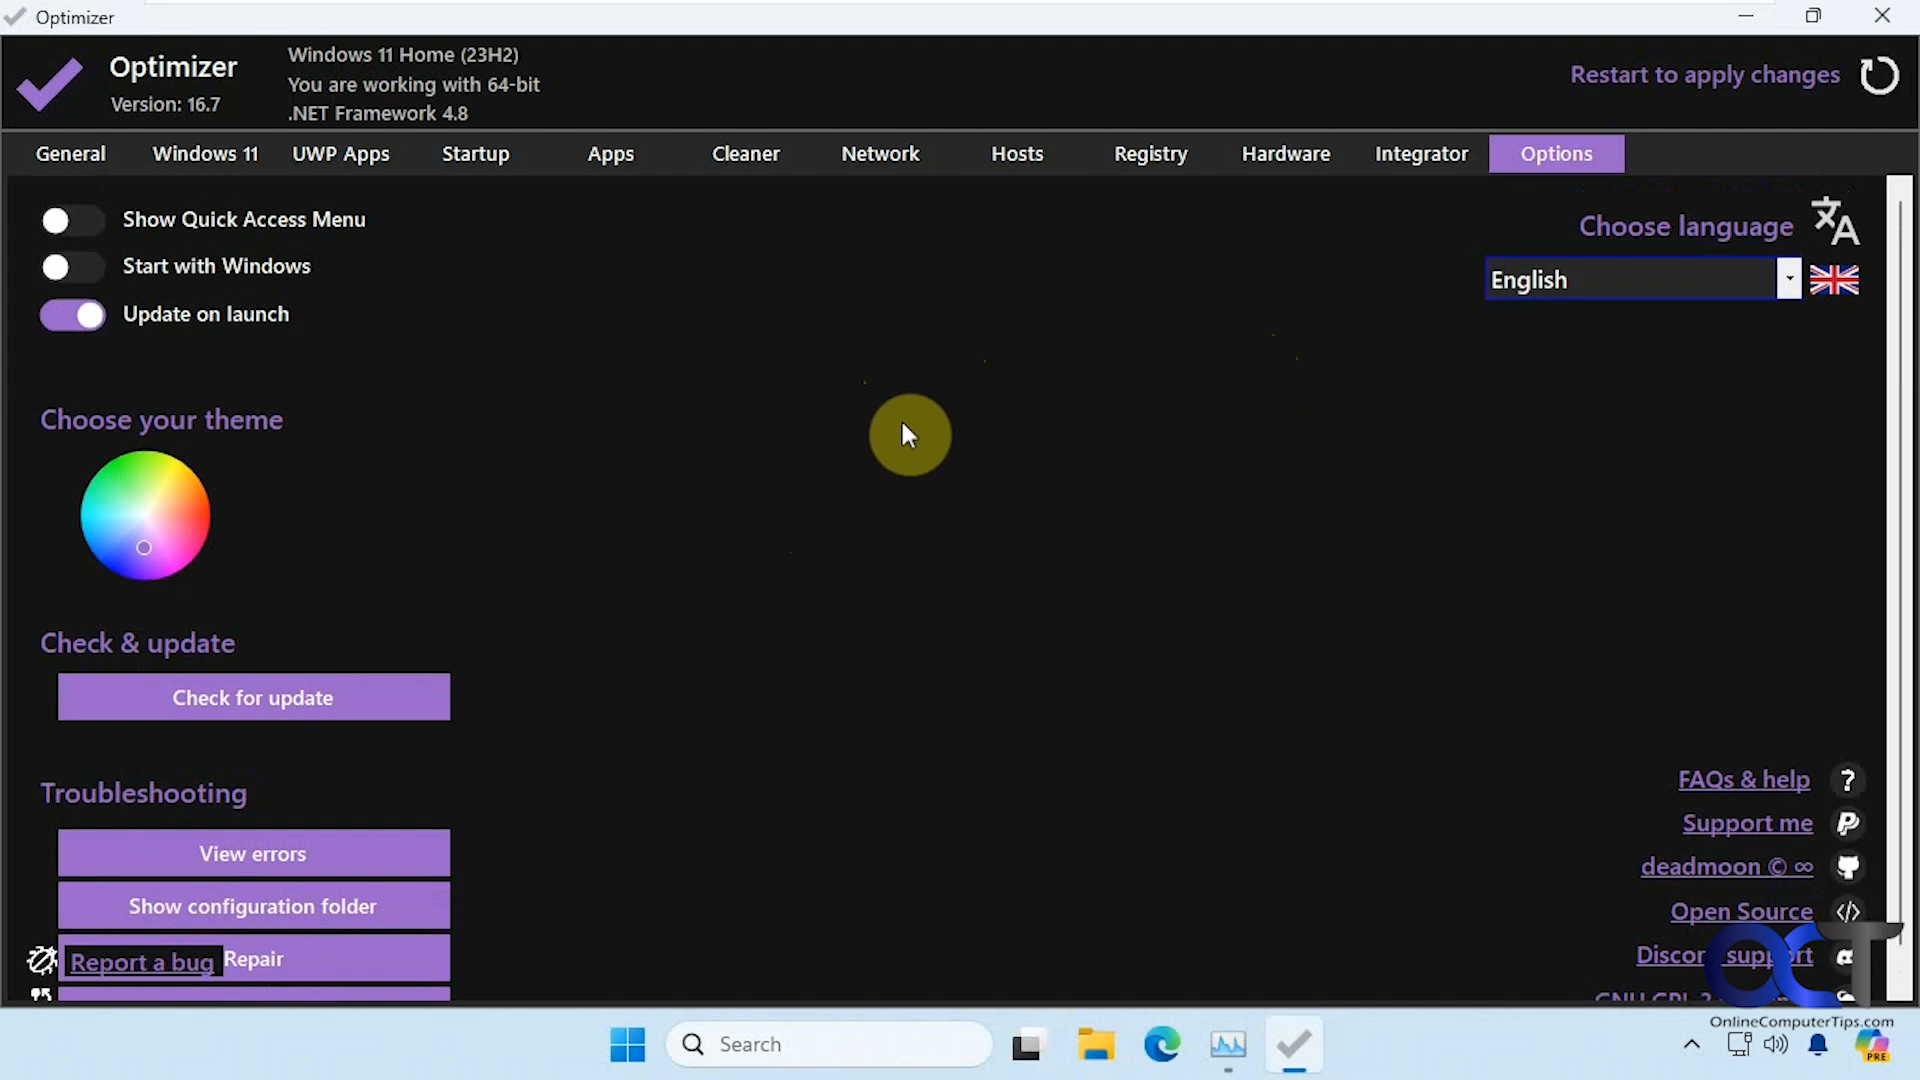 Optimizer
Optimizer
Version: 16.7
Windows 11 Home (23H2)
You are working with 64-bit
.NET Framework 4.8
Restart to apply changes
General Windows 11 UWP Apps Startup Apps Cleaner Network Hosts Registry Hardware Integrator Options
Show Quick Access Menu
Start with Windows
Update on launch
Choose language
English
Choose your theme
Check & update
Check for update
Troubleshooting
View errors
Show configuration folder
Repair
Report a bug
FAQs & help
Support me
deadmoon © ∞
Open Source
support
OCT
OnlineComputerTips.com
Search
PRE